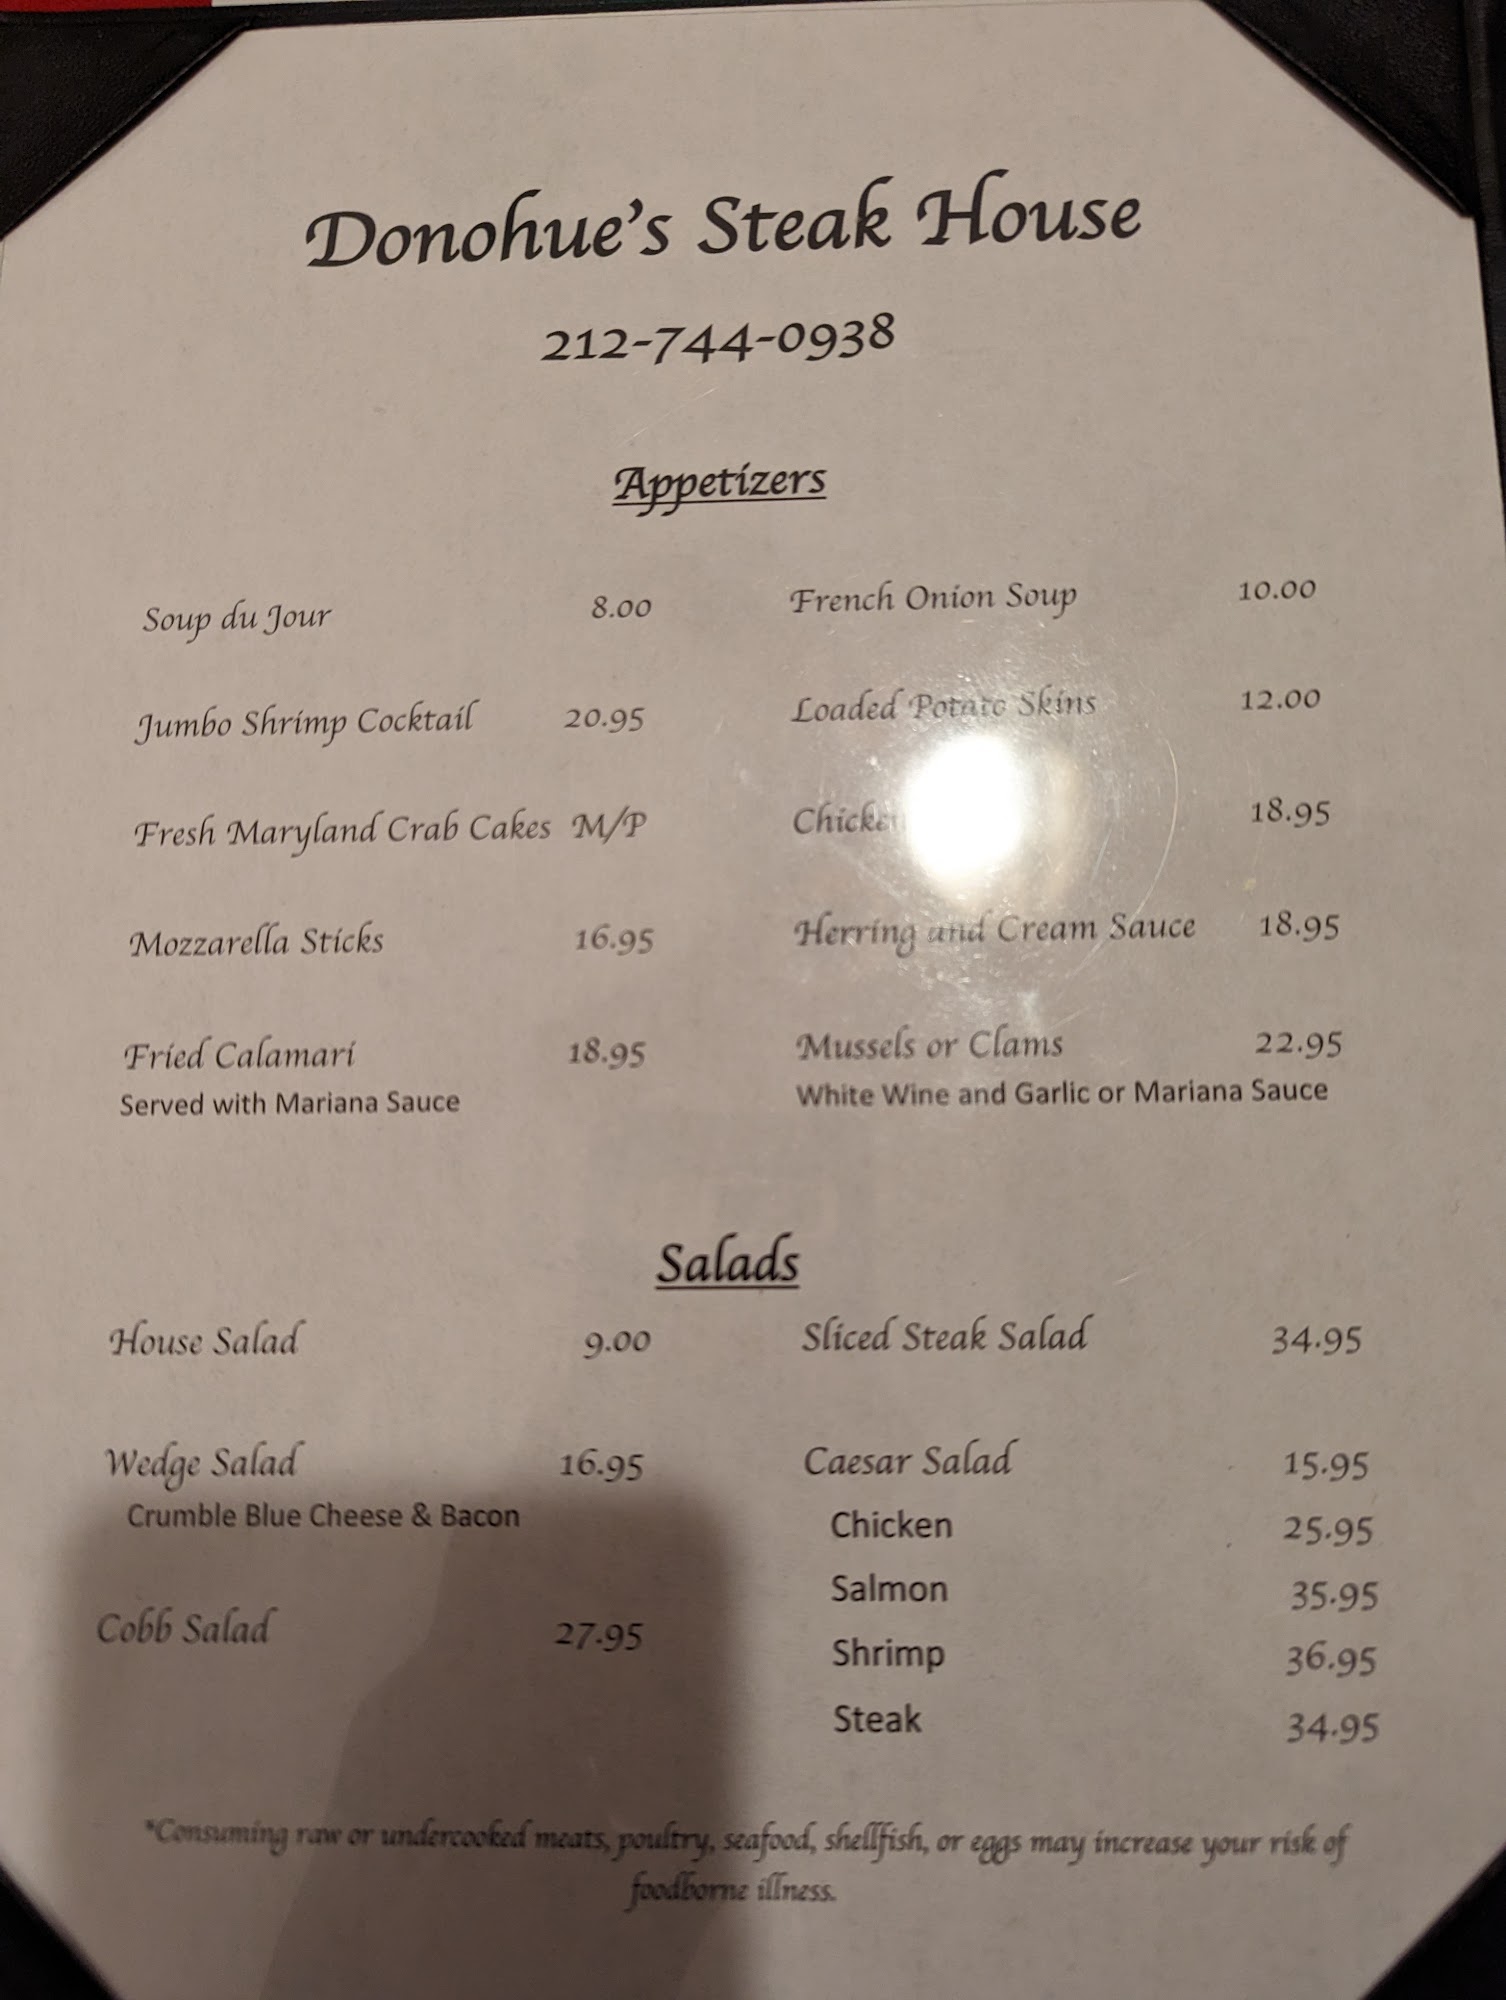 Donohue's Steak House
212-744-0938
Appetizers
Soup du Jour 8.00 French Onion Soup 10.00
Jumbo Shrimp Cocktail 20.95 Loaded Potato Skins 12.00
Fresh Maryland Crab Cakes M/P 18.95
Mozzarella Sticks 16.95 Herring and Cream Sauce 18.95
Fried Calamari 18.95 Mussels or Clams 22.95
Served with Mariana Sauce White Wine and Garlic or Mariana Sauce
Salads
House Salad 9.00 Sliced Steak Salad 34.95
Wedge Salad 16.95 Caesar Salad 15.95
Crumble Blue Cheese & Bacon Chicken 25.95
Salmon 35.95
Cobb Salad 27.95 Shrimp 36.95
Steak 34.95
*Consuming raw or undercooked meats, poultry, seafood, shellfish, or eggs may increase your risk of
foodborne illness.